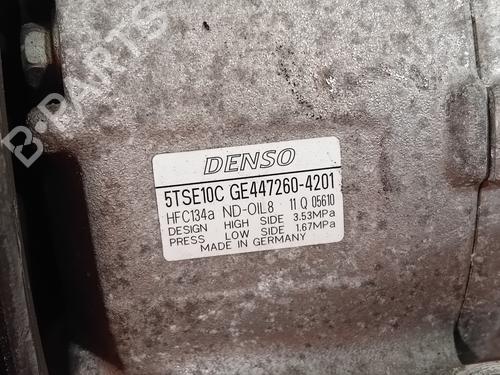 B-PARTS
DENSO
5TSE10C GE447260-4201
HFC134a ND-OIL8 11 Q 05610
DESIGN HIGH SIDE 3.53MPa
PRESS LOW SIDE 1.67MPa
MADE IN GERMANY